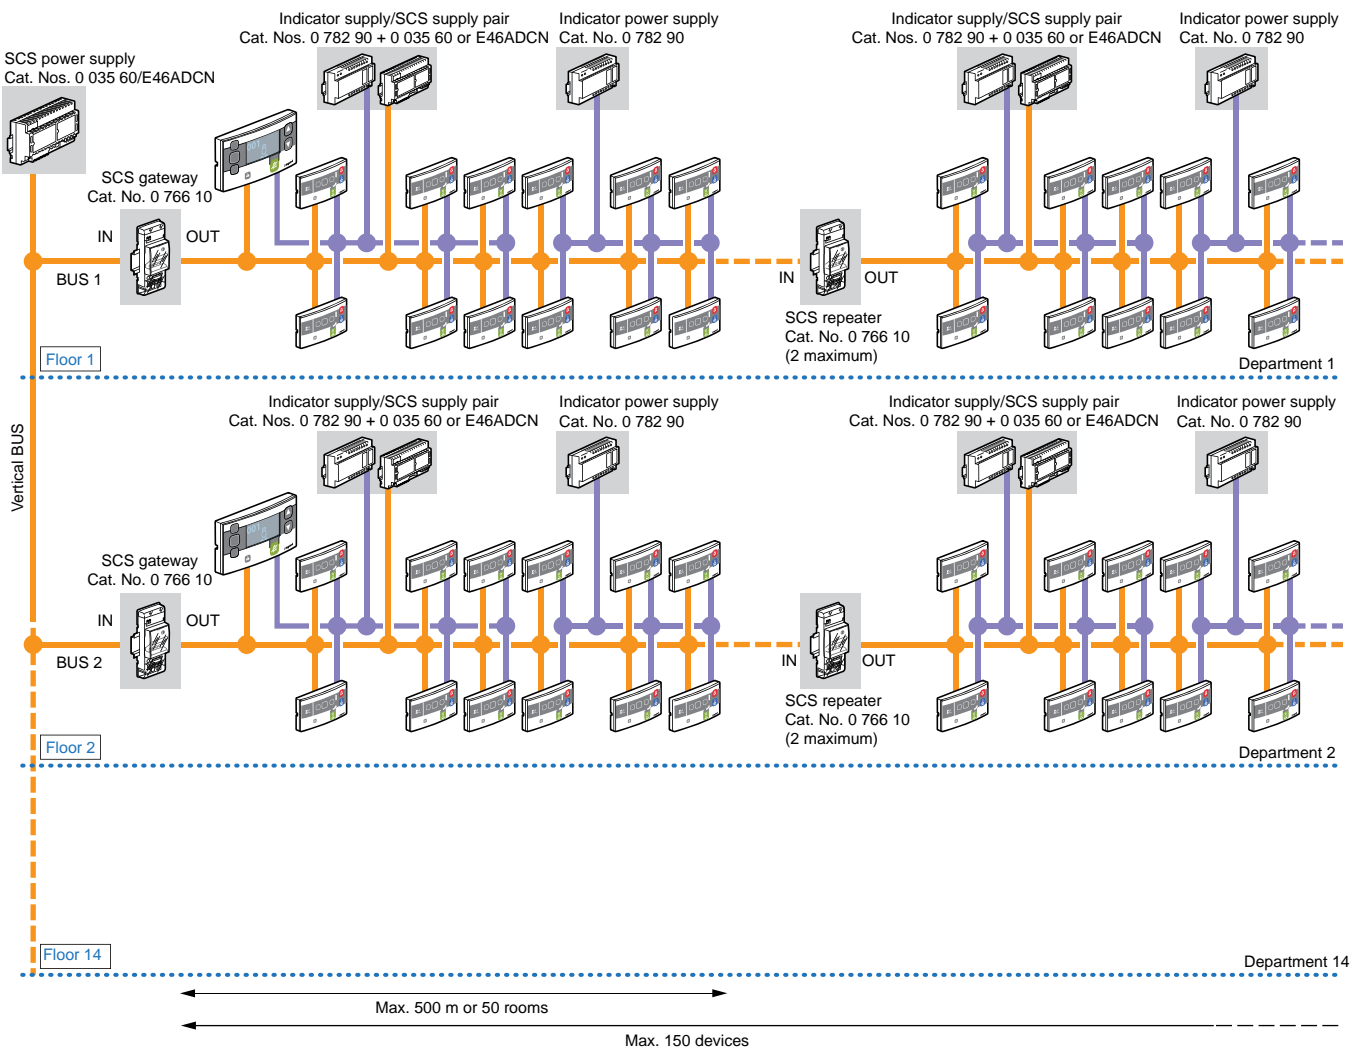 Indicator supply/SCS supply pair
Cat. Nos. 0 782 90 + 0 035 60 or E46ADCN
Indicator power supply
Cat. No. 0 782 90
Indicator supply/SCS supply pair
Cat. Nos. 0 782 90 + 0 035 60 or E46ADCN
Indicator power supply
Cat. No. 0 782 90
SCS power supply
Cat. Nos. 0 035 60/E46ADCN
SCS gateway
Cat. No. 0 766 10
IN
OUT
BUS 1
IN
OUT
SCS repeater
Cat. No. 0 766 10
(2 maximum)
Floor 1
Department 1
Vertical BUS
Indicator supply/SCS supply pair
Cat. Nos. 0 782 90 + 0 035 60 or E46ADCN
Indicator power supply
Cat. No. 0 782 90
Indicator supply/SCS supply pair
Cat. Nos. 0 782 90 + 0 035 60 or E46ADCN
Indicator power supply
Cat. No. 0 782 90
SCS gateway
Cat. No. 0 766 10
IN
OUT
BUS 2
IN
OUT
SCS repeater
Cat. No. 0 766 10
(2 maximum)
Floor 2
Department 2
Floor 14
Department 14
Max. 500 m or 50 rooms
Max. 150 devices